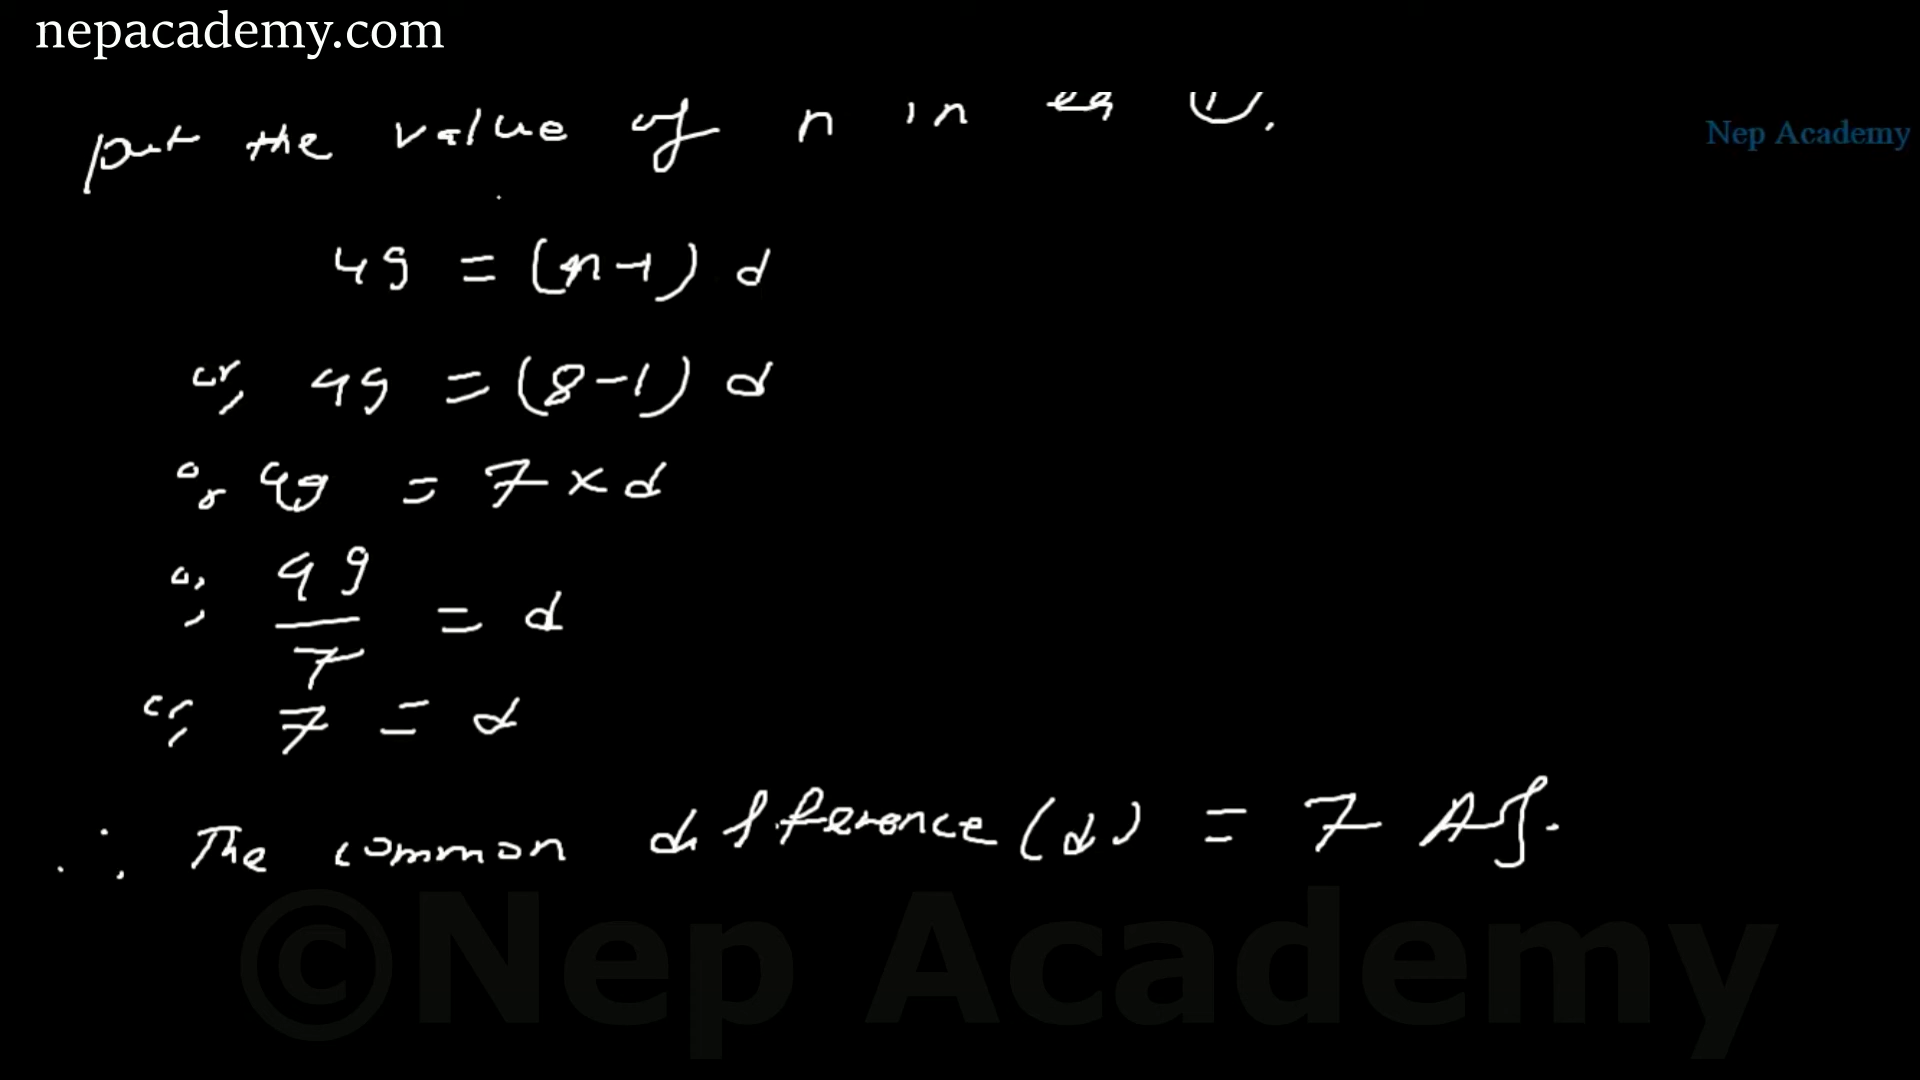 nepacademy.com
put the value of n in eq ①.
Nep Academy
49 = (n-1) d
or, 49 = (8-1) d
or 49 = 7 × d
or, 49/7 = d
or, 7 = d
∴ The common difference (d) = 7 Ans.
©Nep Academy